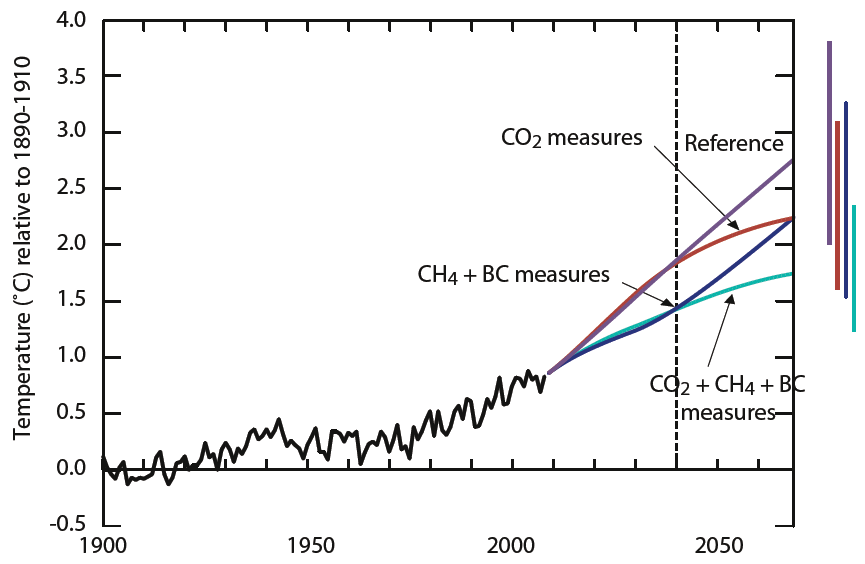 4.0
3.5
3.0
2.5
2.0
1.5
1.0
0.5
0.0
-0.5
Temperature (˚C) relative to 1890-1910
CO₂ measures
Reference
CH₄ + BC measures
CO₂ + CH₄ + BC
measures
1900
1950
2000
2050